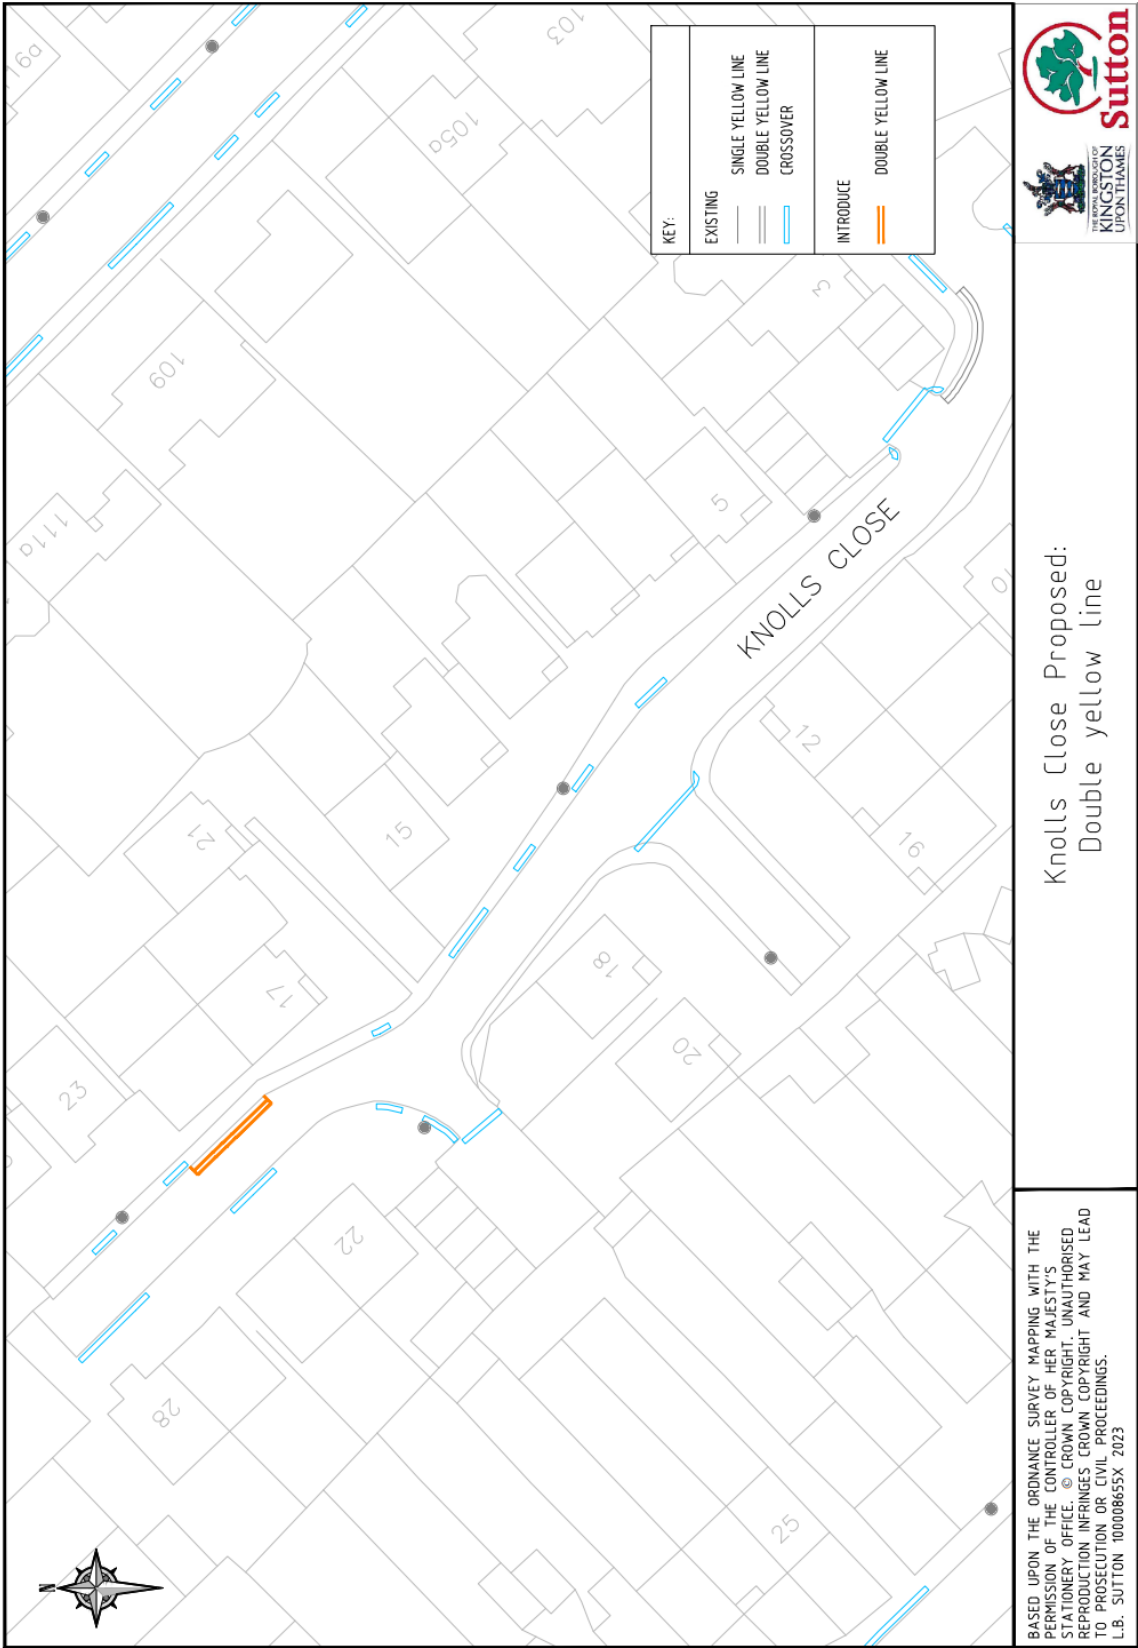 109
103
105a
111a
109
3
5
21
15
17
23
KNOLLS CLOSE
10
12
16
18
20
22
28
25
N
KEY:
EXISTING
SINGLE YELLOW LINE
DOUBLE YELLOW LINE
CROSSOVER
INTRODUCE
DOUBLE YELLOW LINE
BASED UPON THE ORDNANCE SURVEY MAPPING WITH THE
PERMISSION OF THE CONTROLLER OF HER MAJESTY'S
STATIONERY OFFICE. © CROWN COPYRIGHT. UNAUTHORISED
REPRODUCTION INFRINGES CROWN COPYRIGHT AND MAY LEAD
TO PROSECUTION OR CIVIL PROCEEDINGS.
L.B. SUTTON 100008655X 2023
Knolls Close Proposed:
Double yellow line
THE ROYAL BOROUGH OF
KINGSTON
UPON THAMES
Sutton